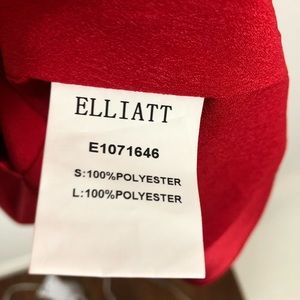 ELLIATT
E1071646
S:100%POLYESTER
L:100%POLYESTER